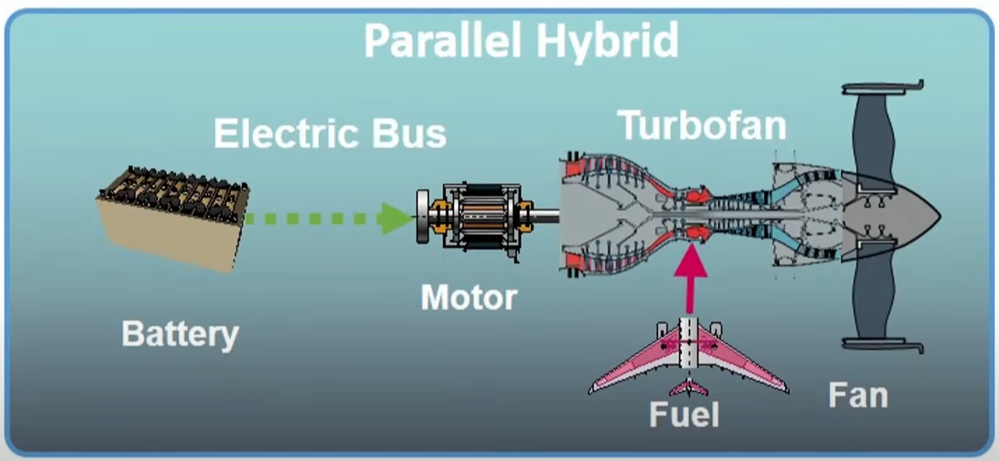 Parallel Hybrid
Electric Bus
Turbofan
Motor
Battery
Fan
Fuel